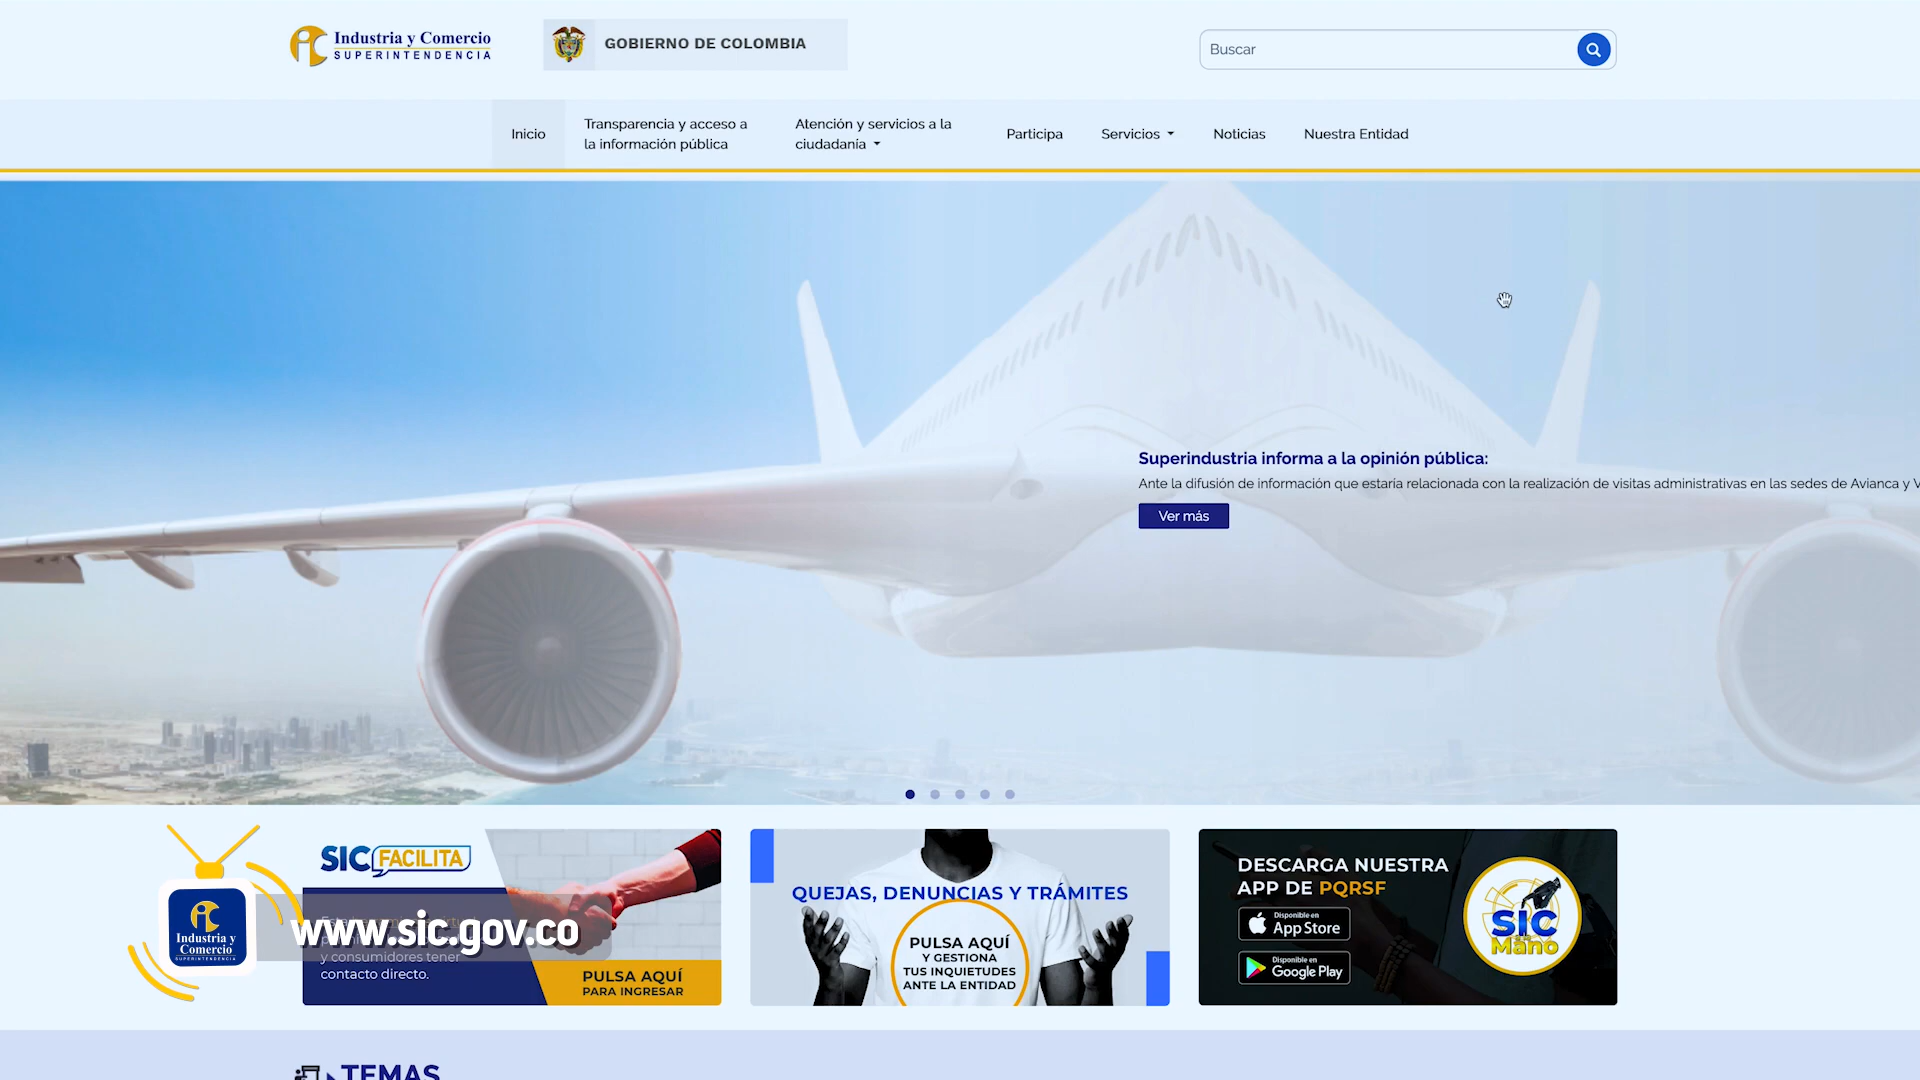 Industria y Comercio
SUPERINTENDENCIA
GOBIERNO DE COLOMBIA
Buscar
Inicio
Transparencia y acceso a
la información pública
Atención y servicios a la
ciudadanía
Participa
Servicios
Noticias
Nuestra Entidad
Superindustria informa a la opinión pública:
Ante la difusión de información que estaría relacionada con la realización de visitas administrativas en las sedes de Avianca y V
Ver más
SIC FACILITA
y consumidores tener
contacto directo.
PULSA AQUÍ
PARA INGRESAR
Industria y
Comercio
SUPERINTENDENCIA
www.sic.gov.co
QUEJAS, DENUNCIAS Y TRÁMITES
PULSA AQUÍ
Y GESTIONA
TUS INQUIETUDES
ANTE LA ENTIDAD
DESCARGA NUESTRA
APP DE PQRSF
Disponible en
App Store
Disponible en
Google Play
SIC
Mano
TEMAS